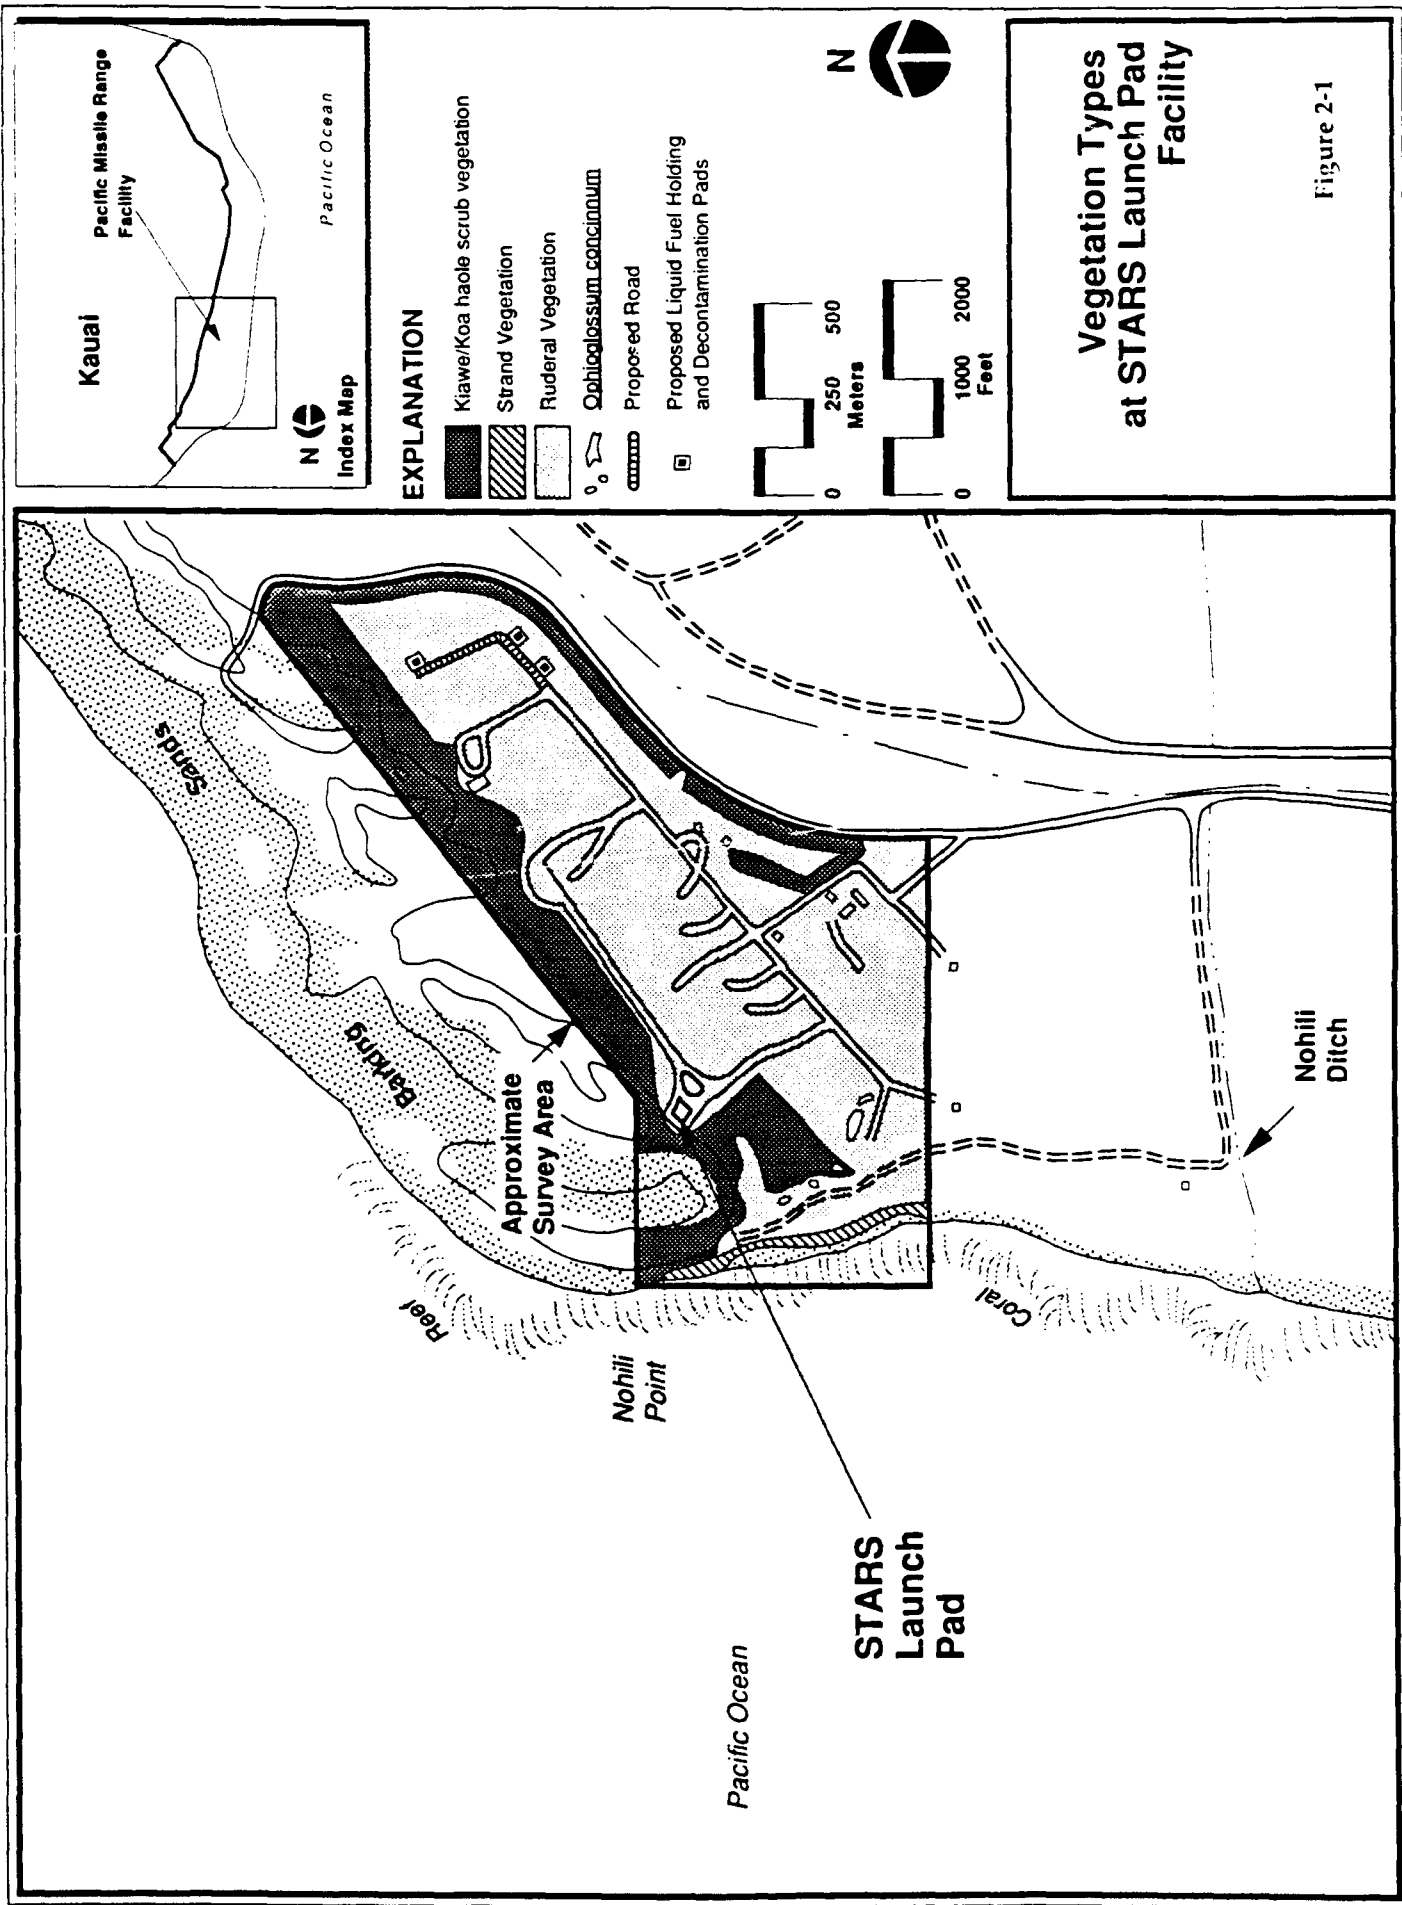 Kauai
Pacific Missile Range
Facility
Pacific Ocean
N
Index Map
EXPLANATION
Kiawe/Koa haole scrub vegetation
Strand Vegetation
Ruderal Vegetation
Ophioglossum concinnum
Proposed Road
Proposed Liquid Fuel Holding
and Decontamination Pads
0 250 500
Meters
0 1000 2000
Feet
N
Vegetation Types
at STARS Launch Pad
Facility
Figure 2-1
Barking
Sands
Approximate
Survey Area
Reef
Nohili
Point
Coral
STARS
Launch
Pad
Pacific Ocean
Nohili
Ditch